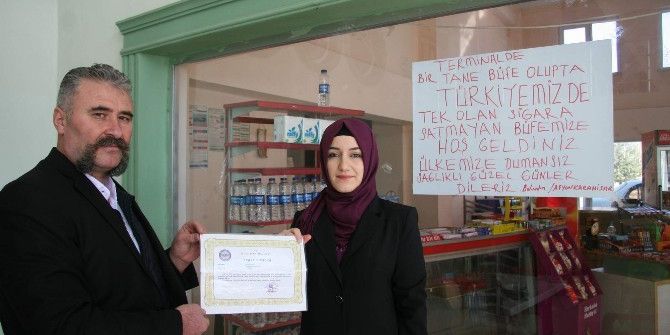 TERMİNALDE
BİR TANE BÜFE OLUPTA
TÜRKİYEMİZDE
TEK OLAN SİGARA
SATMAYAN BÜFEMİZE
HOŞ GELDİNİZ
ÜLKEMİZE DUMANSIZ
SAĞLIKLI GÜZEL GÜNLER
DİLERİZ